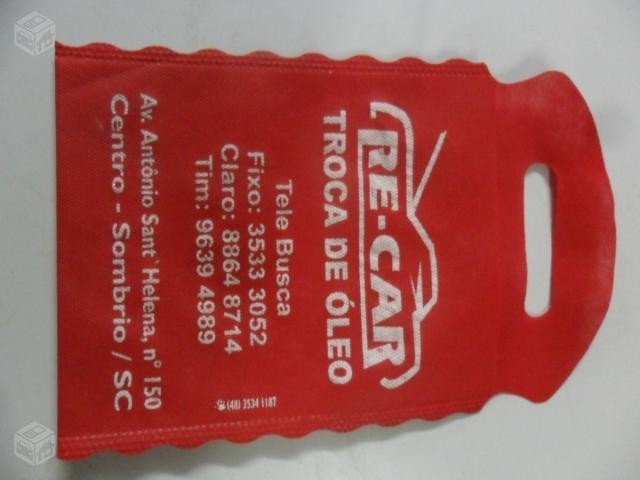 RE-CAR
TROCA DE ÓLEO
Tele Busca
Fixo: 3533 3052
Claro: 8864 8714
Tim: 9639 4989
Av. Antônio Sant` Helena, nº 150
Centro - Sombrio / SC
(48) 3534 1187